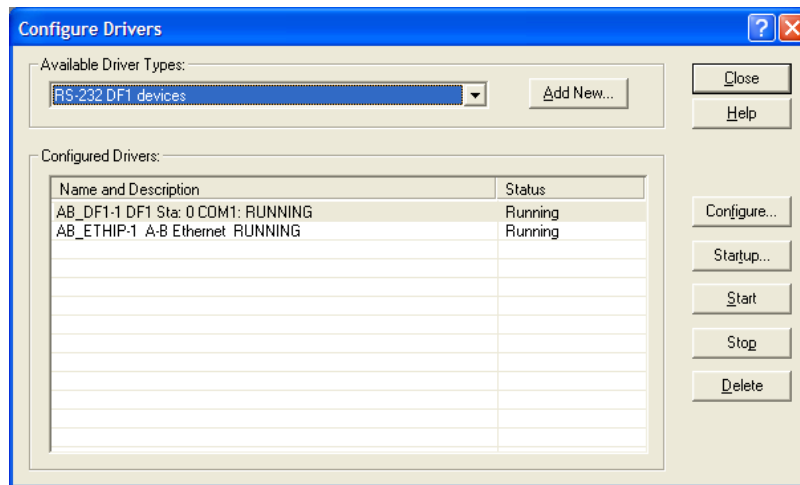 Configure Drivers
Available Driver Types:
RS-232 DF1 devices
Add New...
Close
Help
Configured Drivers:
Name and Description Status
AB_DF1-1 DF1 Sta: 0 COM1: RUNNING Running
AB_ETHIP-1 A-B Ethernet RUNNING Running
Configure...
Startup...
Start
Stop
Delete